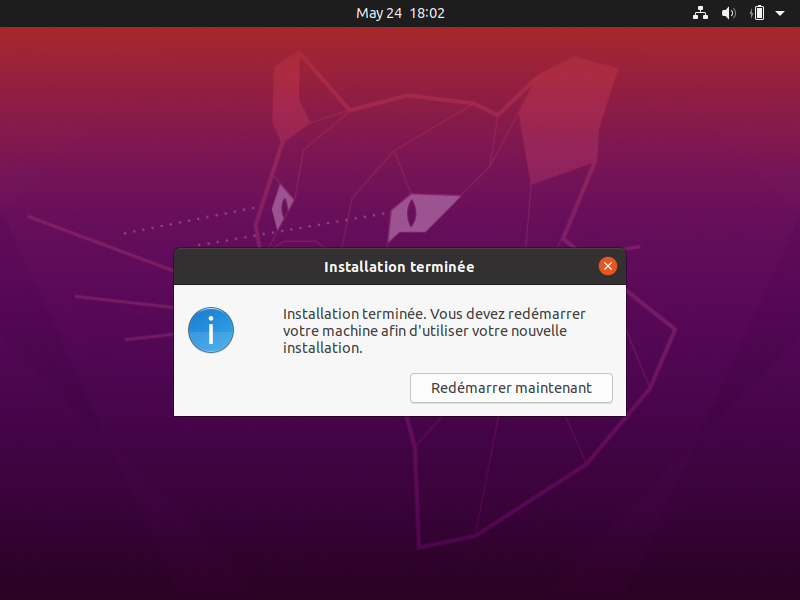 May 24 18:02
Installation terminée
Installation terminée. Vous devez redémarrer
votre machine afin d'utiliser votre nouvelle
installation.
Redémarrer maintenant